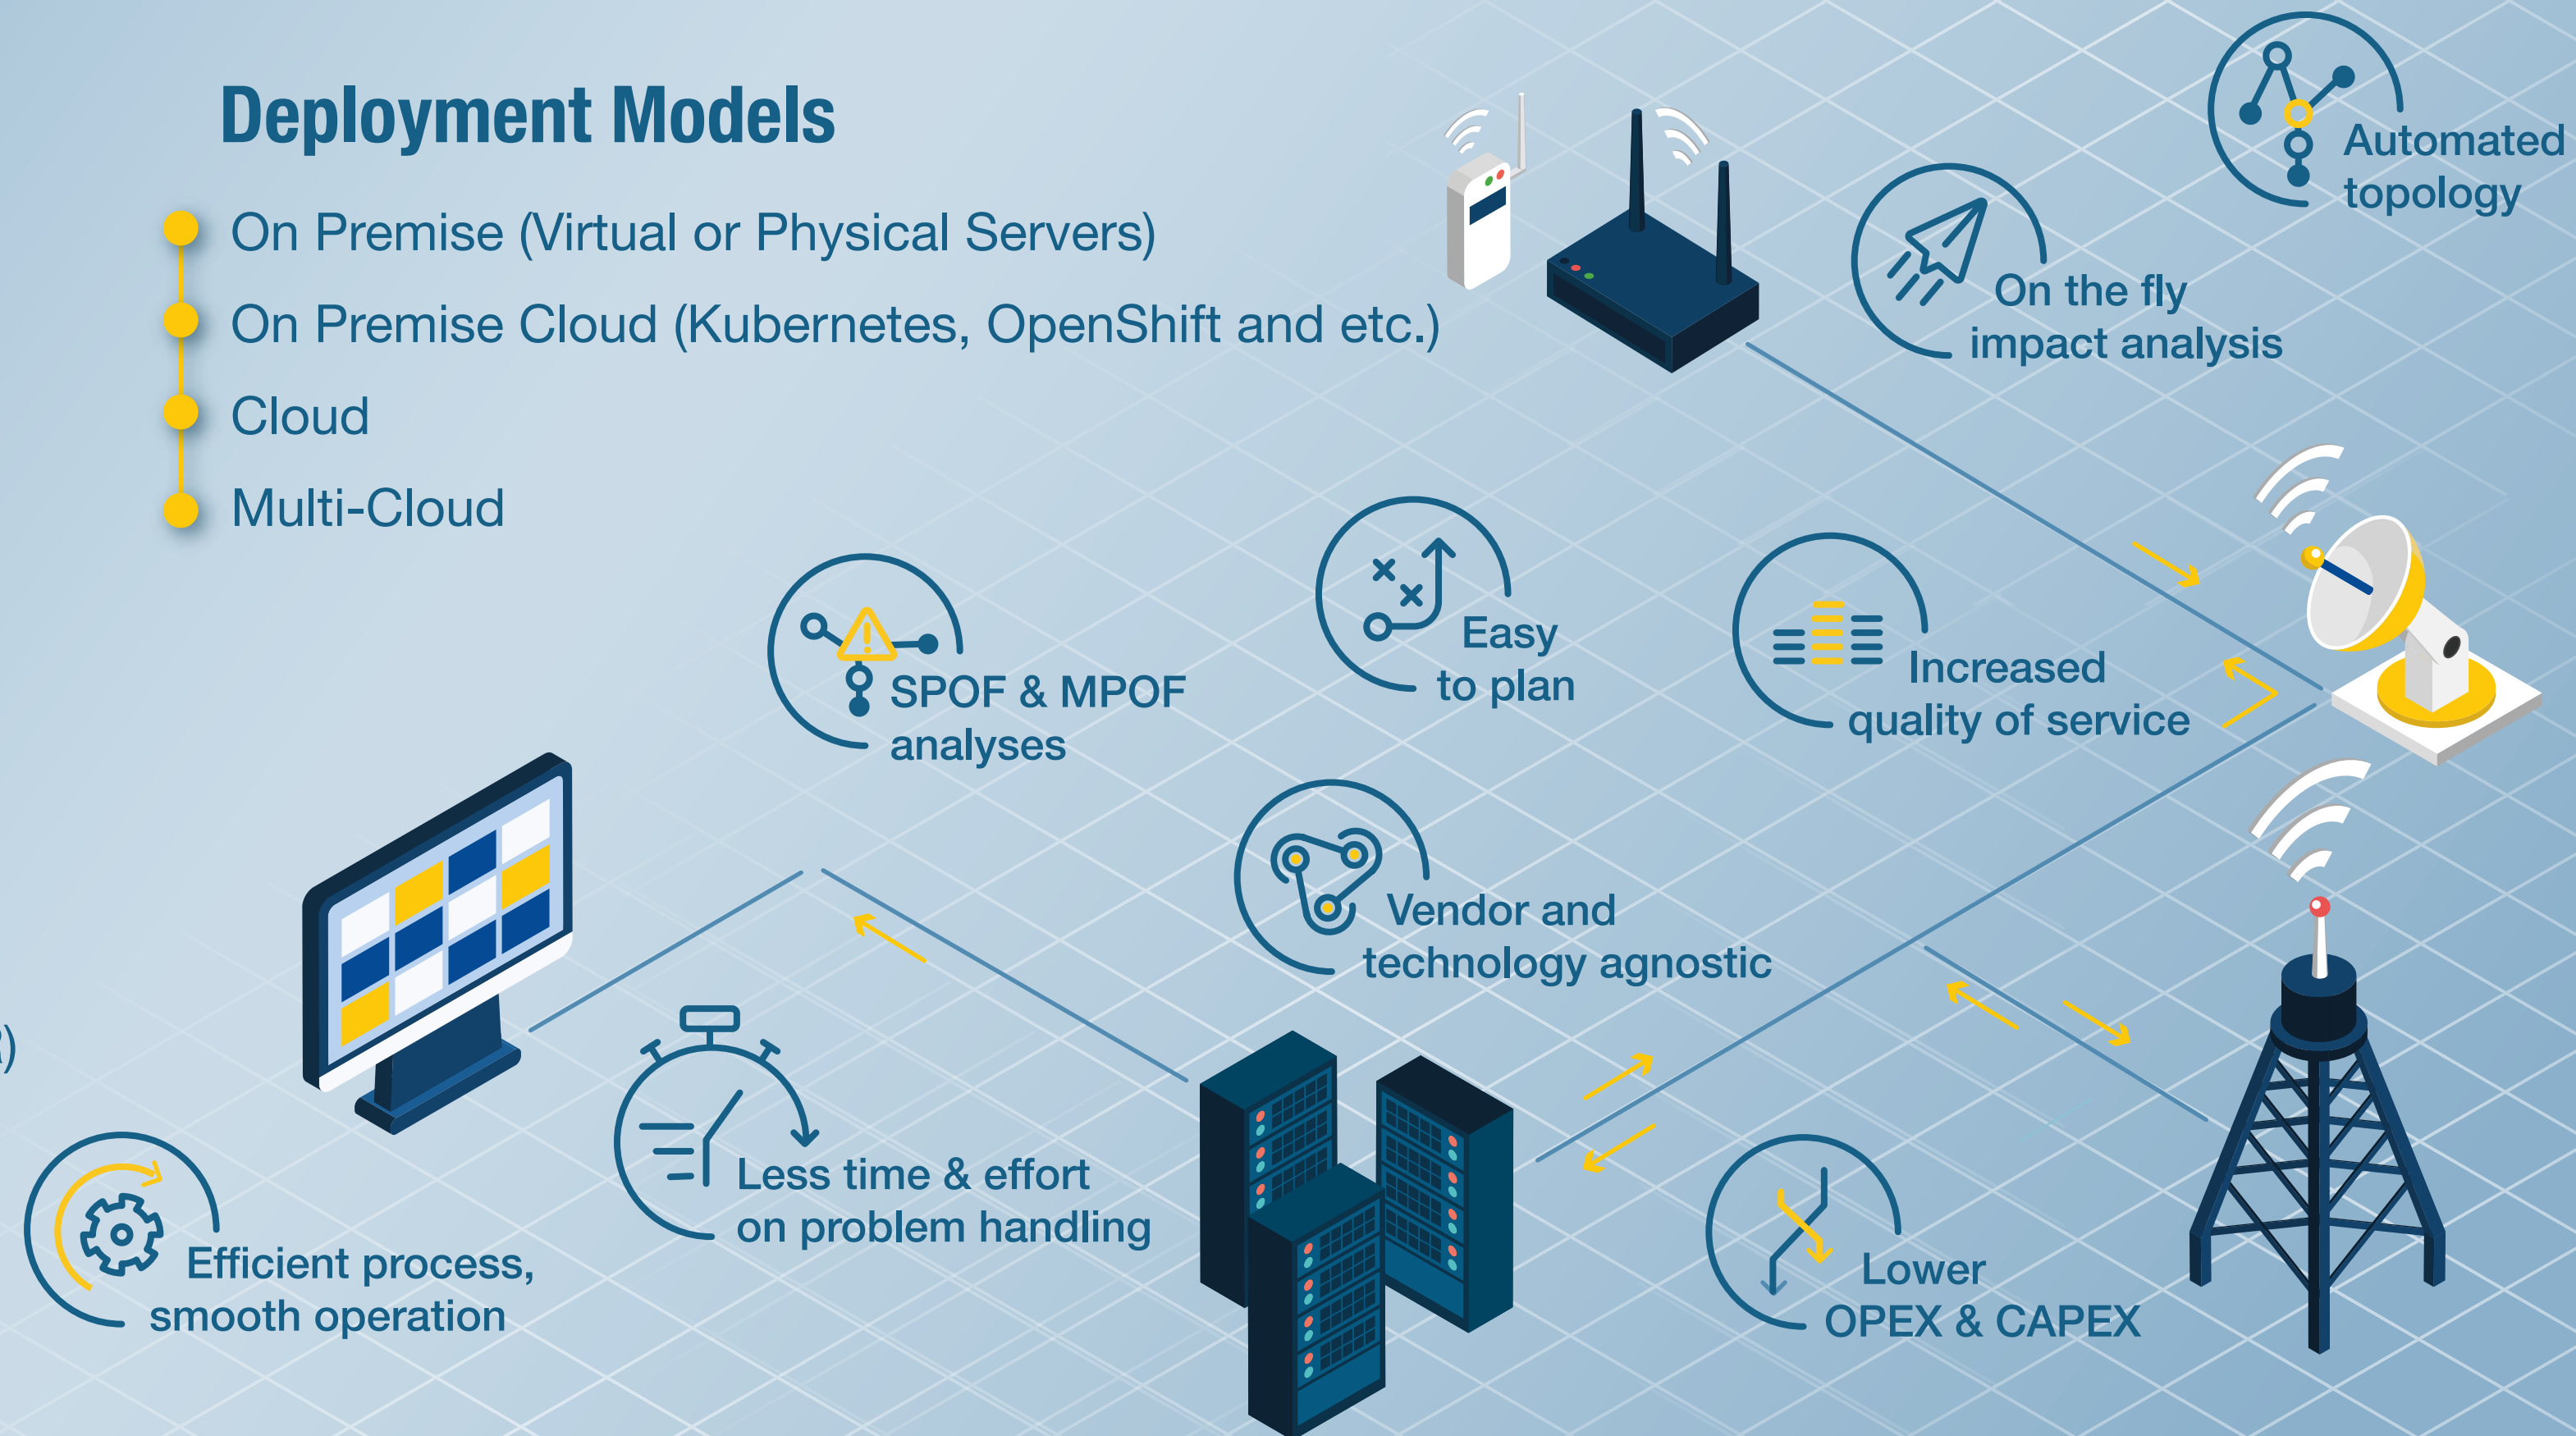 Deployment Models
On Premise (Virtual or Physical Servers)
On Premise Cloud (Kubernetes, OpenShift and etc.)
Cloud
Multi-Cloud
Automated
topology
On the fly
impact analysis
SPOF & MPOF
analyses
Easy
to plan
Increased
quality of service
Vendor and
technology agnostic
Less time & effort
on problem handling
Efficient process,
smooth operation
Lower
OPEX & CAPEX